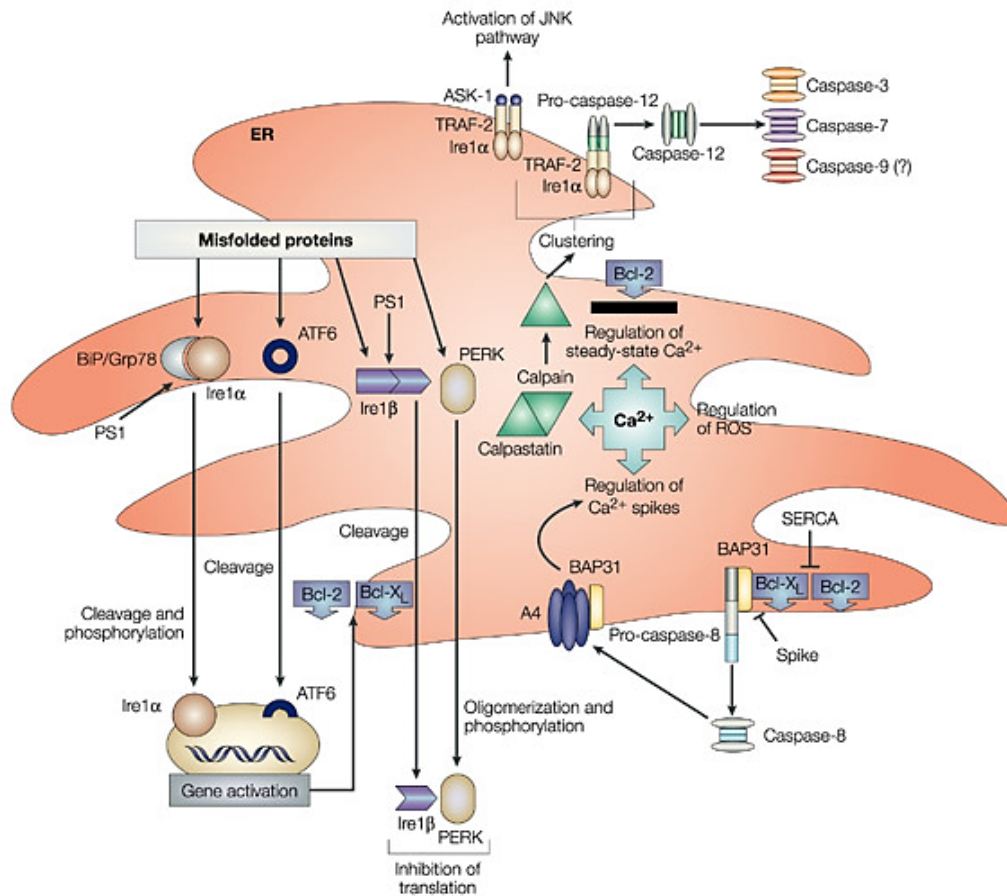 Activation of JNK
pathway
ASK-1
TRAF-2
Ire1α
Pro-caspase-12
TRAF-2
Ire1α
Caspase-12
Caspase-3
Caspase-7
Caspase-9 (?)
ER
Clustering
Misfolded proteins
BiP/Grp78
Ire1α
PS1
ATF6
PS1
Ire1β
PERK
Bcl-2
Regulation of
steady-state Ca2+
Calpain
Calpastatin
Ca2+
Regulation
of ROS
Regulation of
Ca2+ spikes
Cleavage and
phosphorylation
Cleavage
Cleavage
Bcl-2
Bcl-XL
A4
BAP31
SERCA
BAP31
Bcl-XL
Bcl-2
Pro-caspase-8
Spike
Caspase-8
Ire1α
ATF6
Gene activation
Oligomerization and
phosphorylation
Ire1β
PERK
Inhibition of
translation